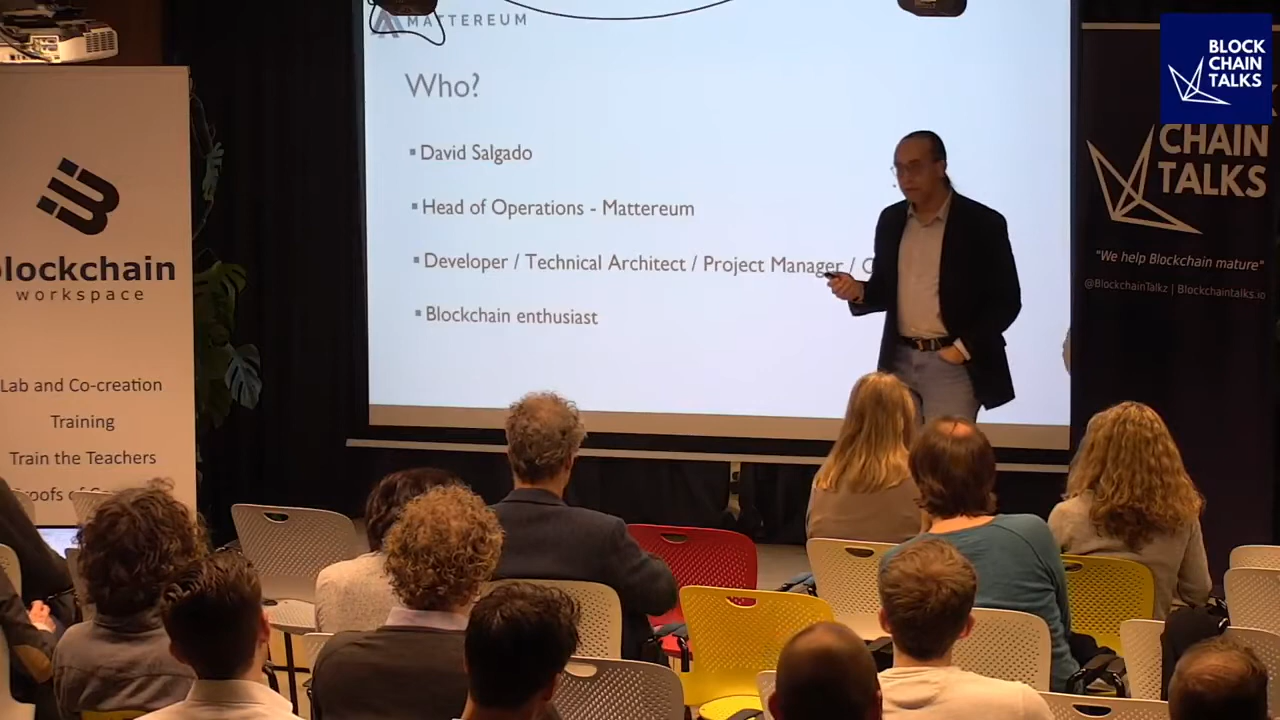 MATTEREUM
Who?
▪ David Salgado
▪ Head of Operations - Mattereum
▪ Developer / Technical Architect / Project Manager /
▪ Blockchain enthusiast
blockchain
workspace
Lab and Co-creation
Training
Train the Teachers
BLOCK
CHAIN
TALKS
CHAIN
TALKS
"We help Blockchain mature"
@BlockchainTalkz | Blockchaintalks.io